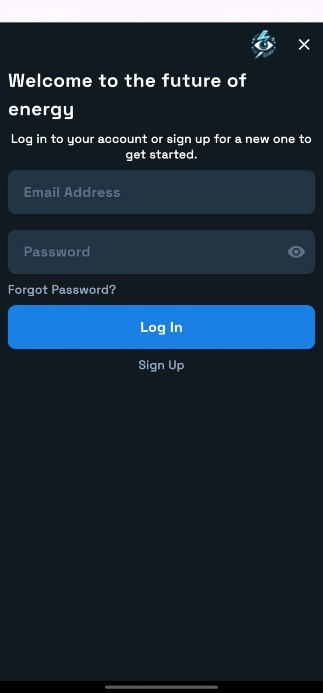 Welcome to the future of
energy
Log in to your account or sign up for a new one to
get started.
Email Address
Password
Forgot Password?
Log In
Sign Up